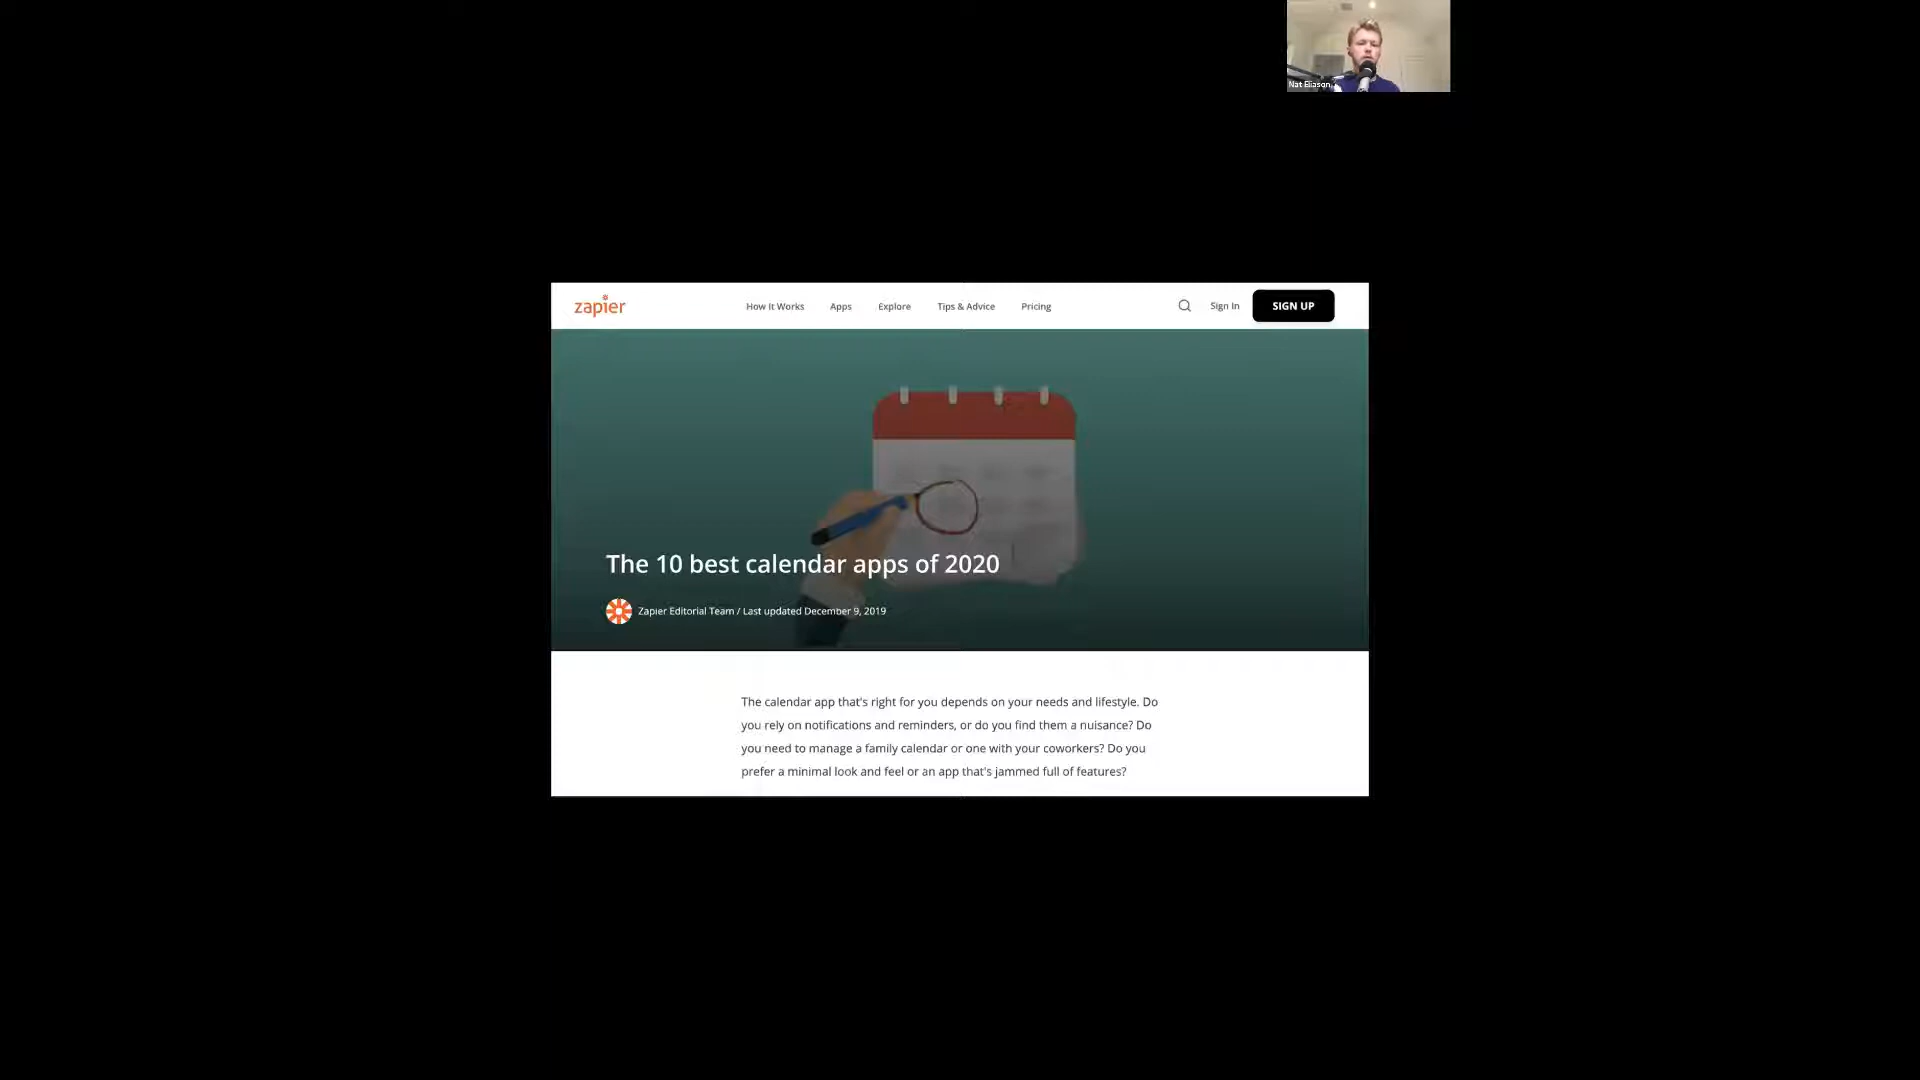 Nat Eliason
zapier
How It Works
Apps
Explore
Tips & Advice
Pricing
Sign In
SIGN UP
The 10 best calendar apps of 2020
Zapier Editorial Team / Last updated December 9, 2019
The calendar app that's right for you depends on your needs and lifestyle. Do
you rely on notifications and reminders, or do you find them a nuisance? Do
you need to manage a family calendar or one with your coworkers? Do you
prefer a minimal look and feel or an app that's jammed full of features?